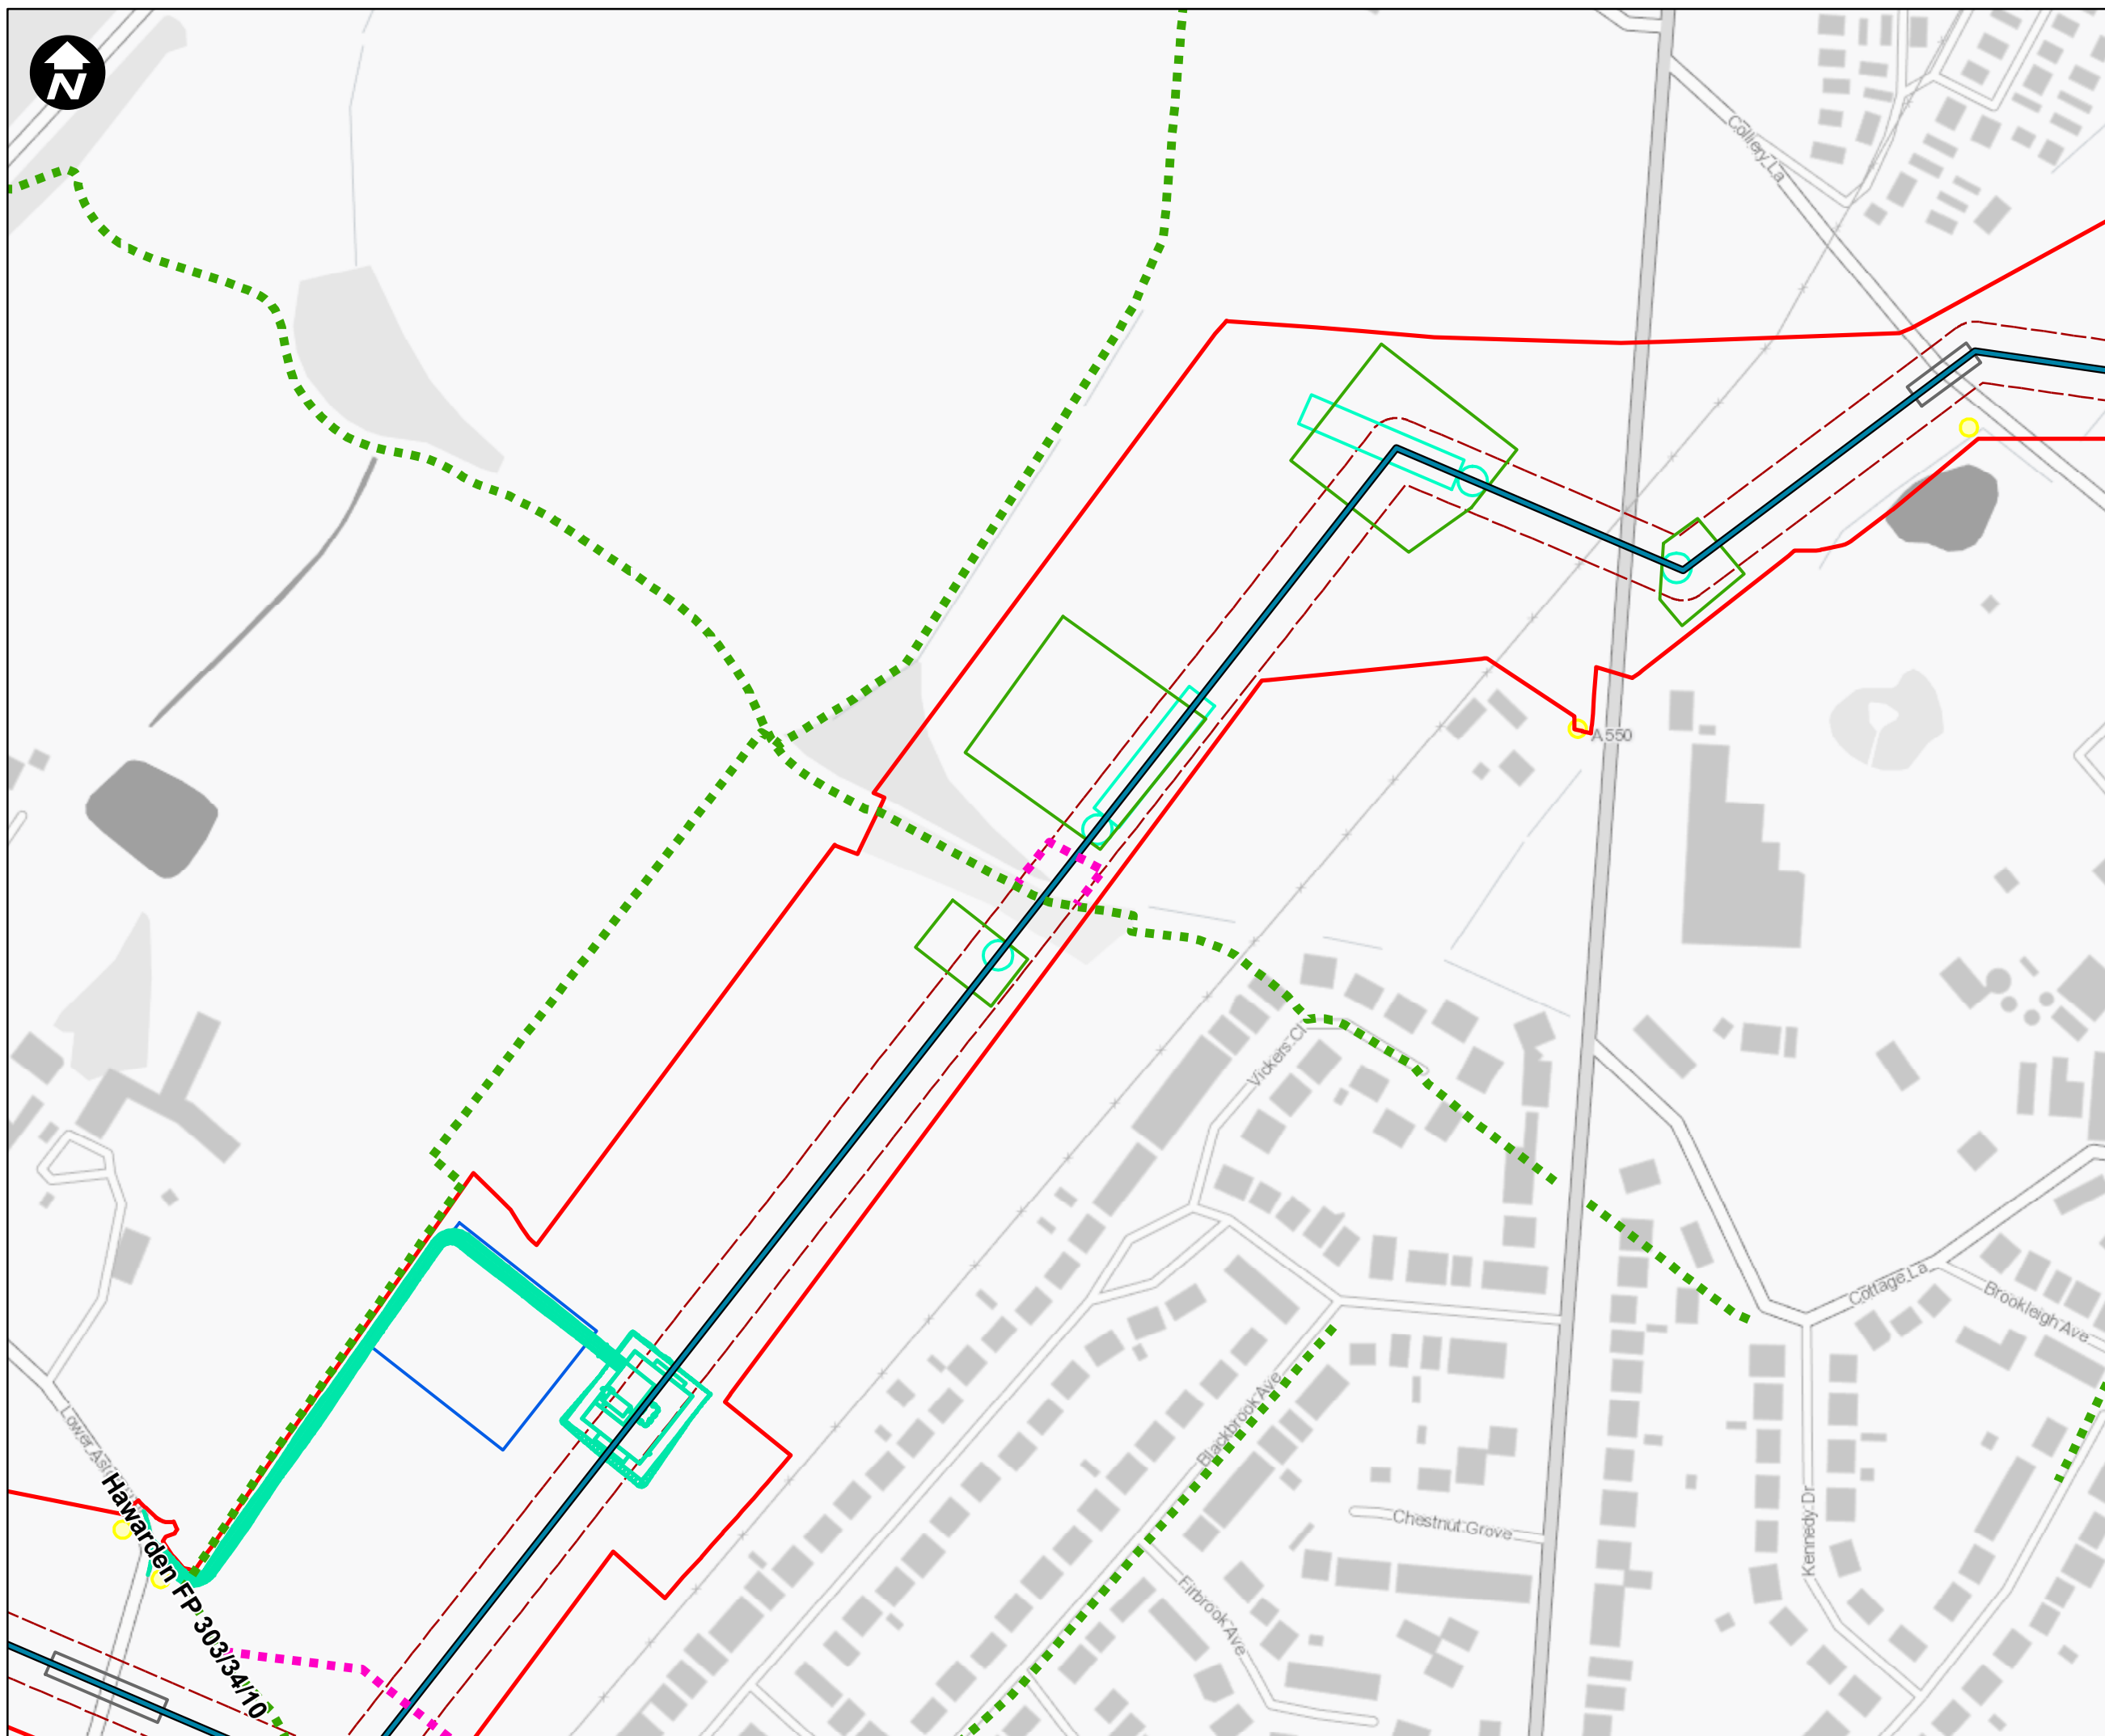 N
Colliery La
A550
Vickers Cl
Cottage La
Brookleigh Ave
Blackbrook Ave
Chestnut Grove
Kennedy Dr
Firbrook Ave
Lower
Hawarden FP 303/34/10